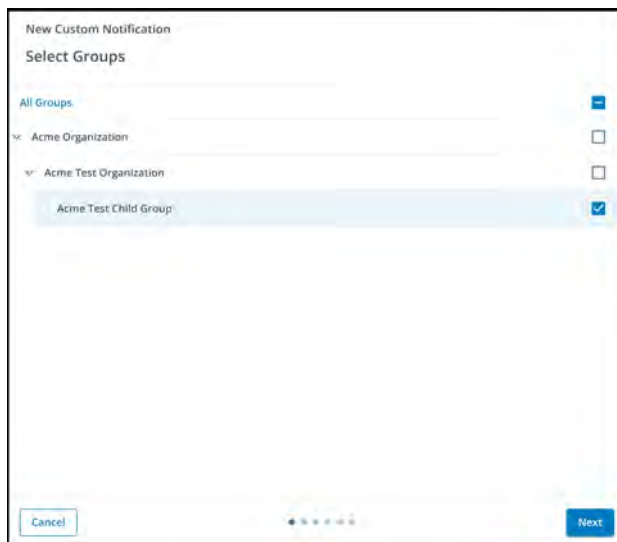 New Custom Notification
Select Groups
All Groups
Acme Organization
Acme Test Organization
Acme Test Child Group
Cancel
Next